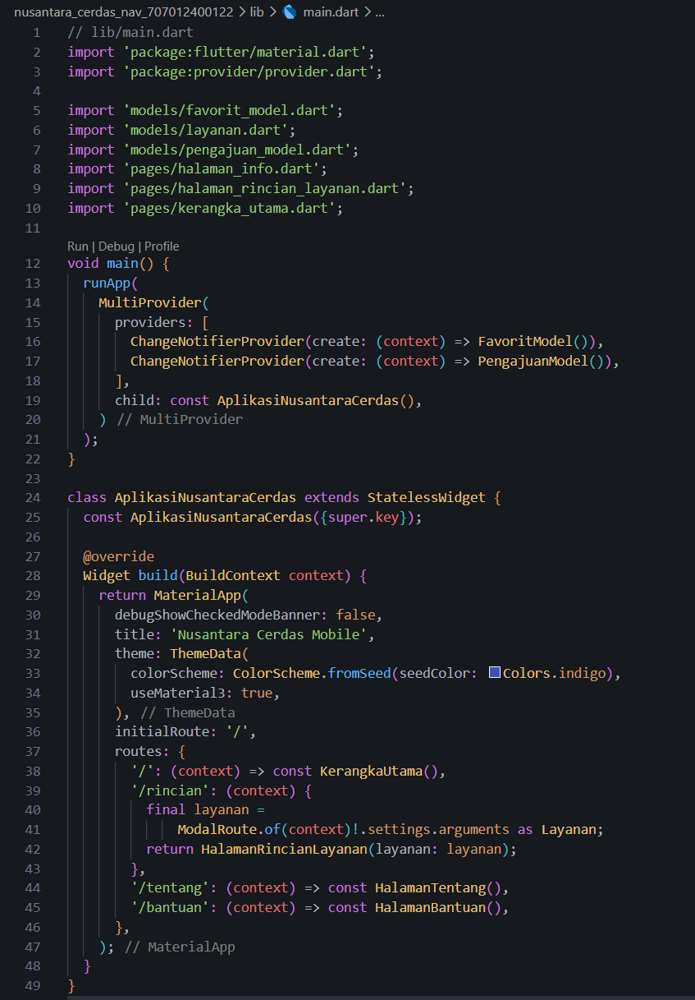 nusantara_cerdas_nav_707012400122 > lib > main.dart > ...
1 // lib/main.dart
2 import 'package:flutter/material.dart';
3 import 'package:provider/provider.dart';
4
5 import 'models/favorit_model.dart';
6 import 'models/layanan.dart';
7 import 'models/pengajuan_model.dart';
8 import 'pages/halaman_info.dart';
9 import 'pages/halaman_rincian_layanan.dart';
10 import 'pages/kerangka_utama.dart';
11
Run | Debug | Profile
12 void main() {
13   runApp(
14     MultiProvider(
15       providers: [
16         ChangeNotifierProvider(create: (context) => FavoritModel()),
17         ChangeNotifierProvider(create: (context) => PengajuanModel()),
18       ],
19       child: const AplikasiNusantaraCerdas(),
20     ) // MultiProvider
21   );
22 }
23
24 class AplikasiNusantaraCerdas extends StatelessWidget {
25   const AplikasiNusantaraCerdas({super.key});
26
27   @override
28   Widget build(BuildContext context) {
29     return MaterialApp(
30       debugShowCheckedModeBanner: false,
31       title: 'Nusantara Cerdas Mobile',
32       theme: ThemeData(
33         colorScheme: ColorScheme.fromSeed(seedColor: Colors.indigo),
34         useMaterial3: true,
35       ), // ThemeData
36       initialRoute: '/',
37       routes: {
38         '/': (context) => const KerangkaUtama(),
39         '/rincian': (context) {
40           final layanan =
41               ModalRoute.of(context)!.settings.arguments as Layanan;
42           return HalamanRincianLayanan(layanan: layanan);
43         },
44         '/tentang': (context) => const HalamanTentang(),
45         '/bantuan': (context) => const HalamanBantuan(),
46       },
47     ); // MaterialApp
48   }
49 }